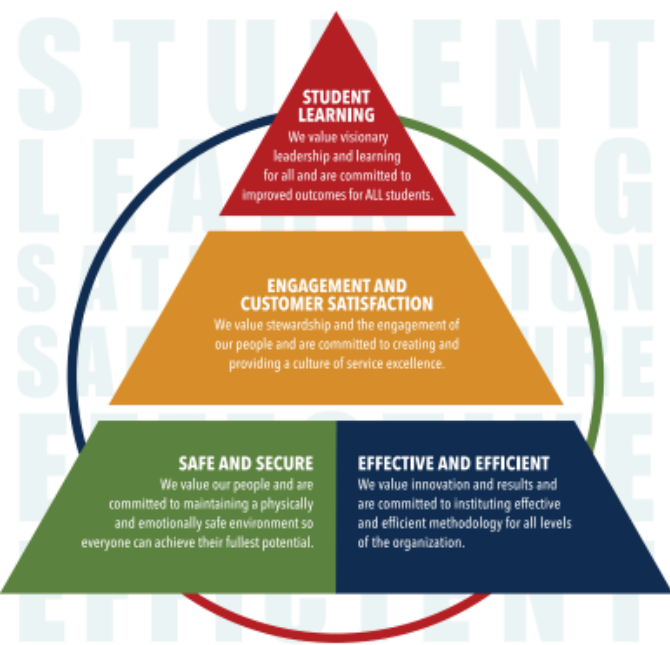 STUDENT
LEARNING
We value visionary
leadership and learning
for all and are committed to
improved outcomes for ALL students.
ENGAGEMENT AND
CUSTOMER SATISFACTION
We value stewardship and the engagement of
our people and are committed to creating and
providing a culture of service excellence.
SAFE AND SECURE
We value our people and are
committed to maintaining a physically
and emotionally safe environment so
everyone can achieve their fullest potential.
EFFECTIVE AND EFFICIENT
We value innovation and results and
are committed to instituting effective
and efficient methodology for all levels
of the organization.